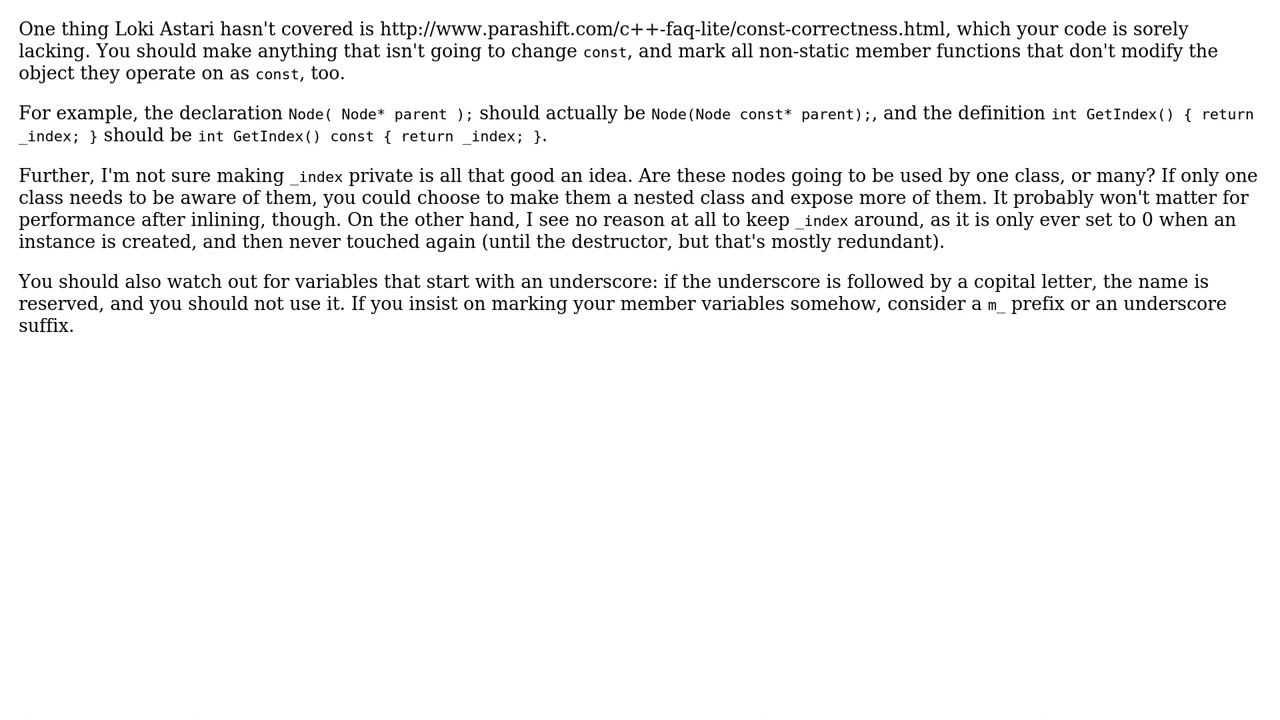 One thing Loki Astari hasn't covered is http://www.parashift.com/c++-faq-lite/const-correctness.html, which your code is sorely
lacking. You should make anything that isn't going to change const, and mark all non-static member functions that don't modify the
object they operate on as const, too.
For example, the declaration Node( Node* parent ); should actually be Node(Node const* parent);, and the definition int GetIndex() { return
_index; } should be int GetIndex() const { return _index; }.
Further, I'm not sure making _index private is all that good an idea. Are these nodes going to be used by one class, or many? If only one
class needs to be aware of them, you could choose to make them a nested class and expose more of them. It probably won't matter for
performance after inlining, though. On the other hand, I see no reason at all to keep _index around, as it is only ever set to 0 when an
instance is created, and then never touched again (until the destructor, but that's mostly redundant).
You should also watch out for variables that start with an underscore: if the underscore is followed by a copital letter, the name is
reserved, and you should not use it. If you insist on marking your member variables somehow, consider a m_ prefix or an underscore
suffix.